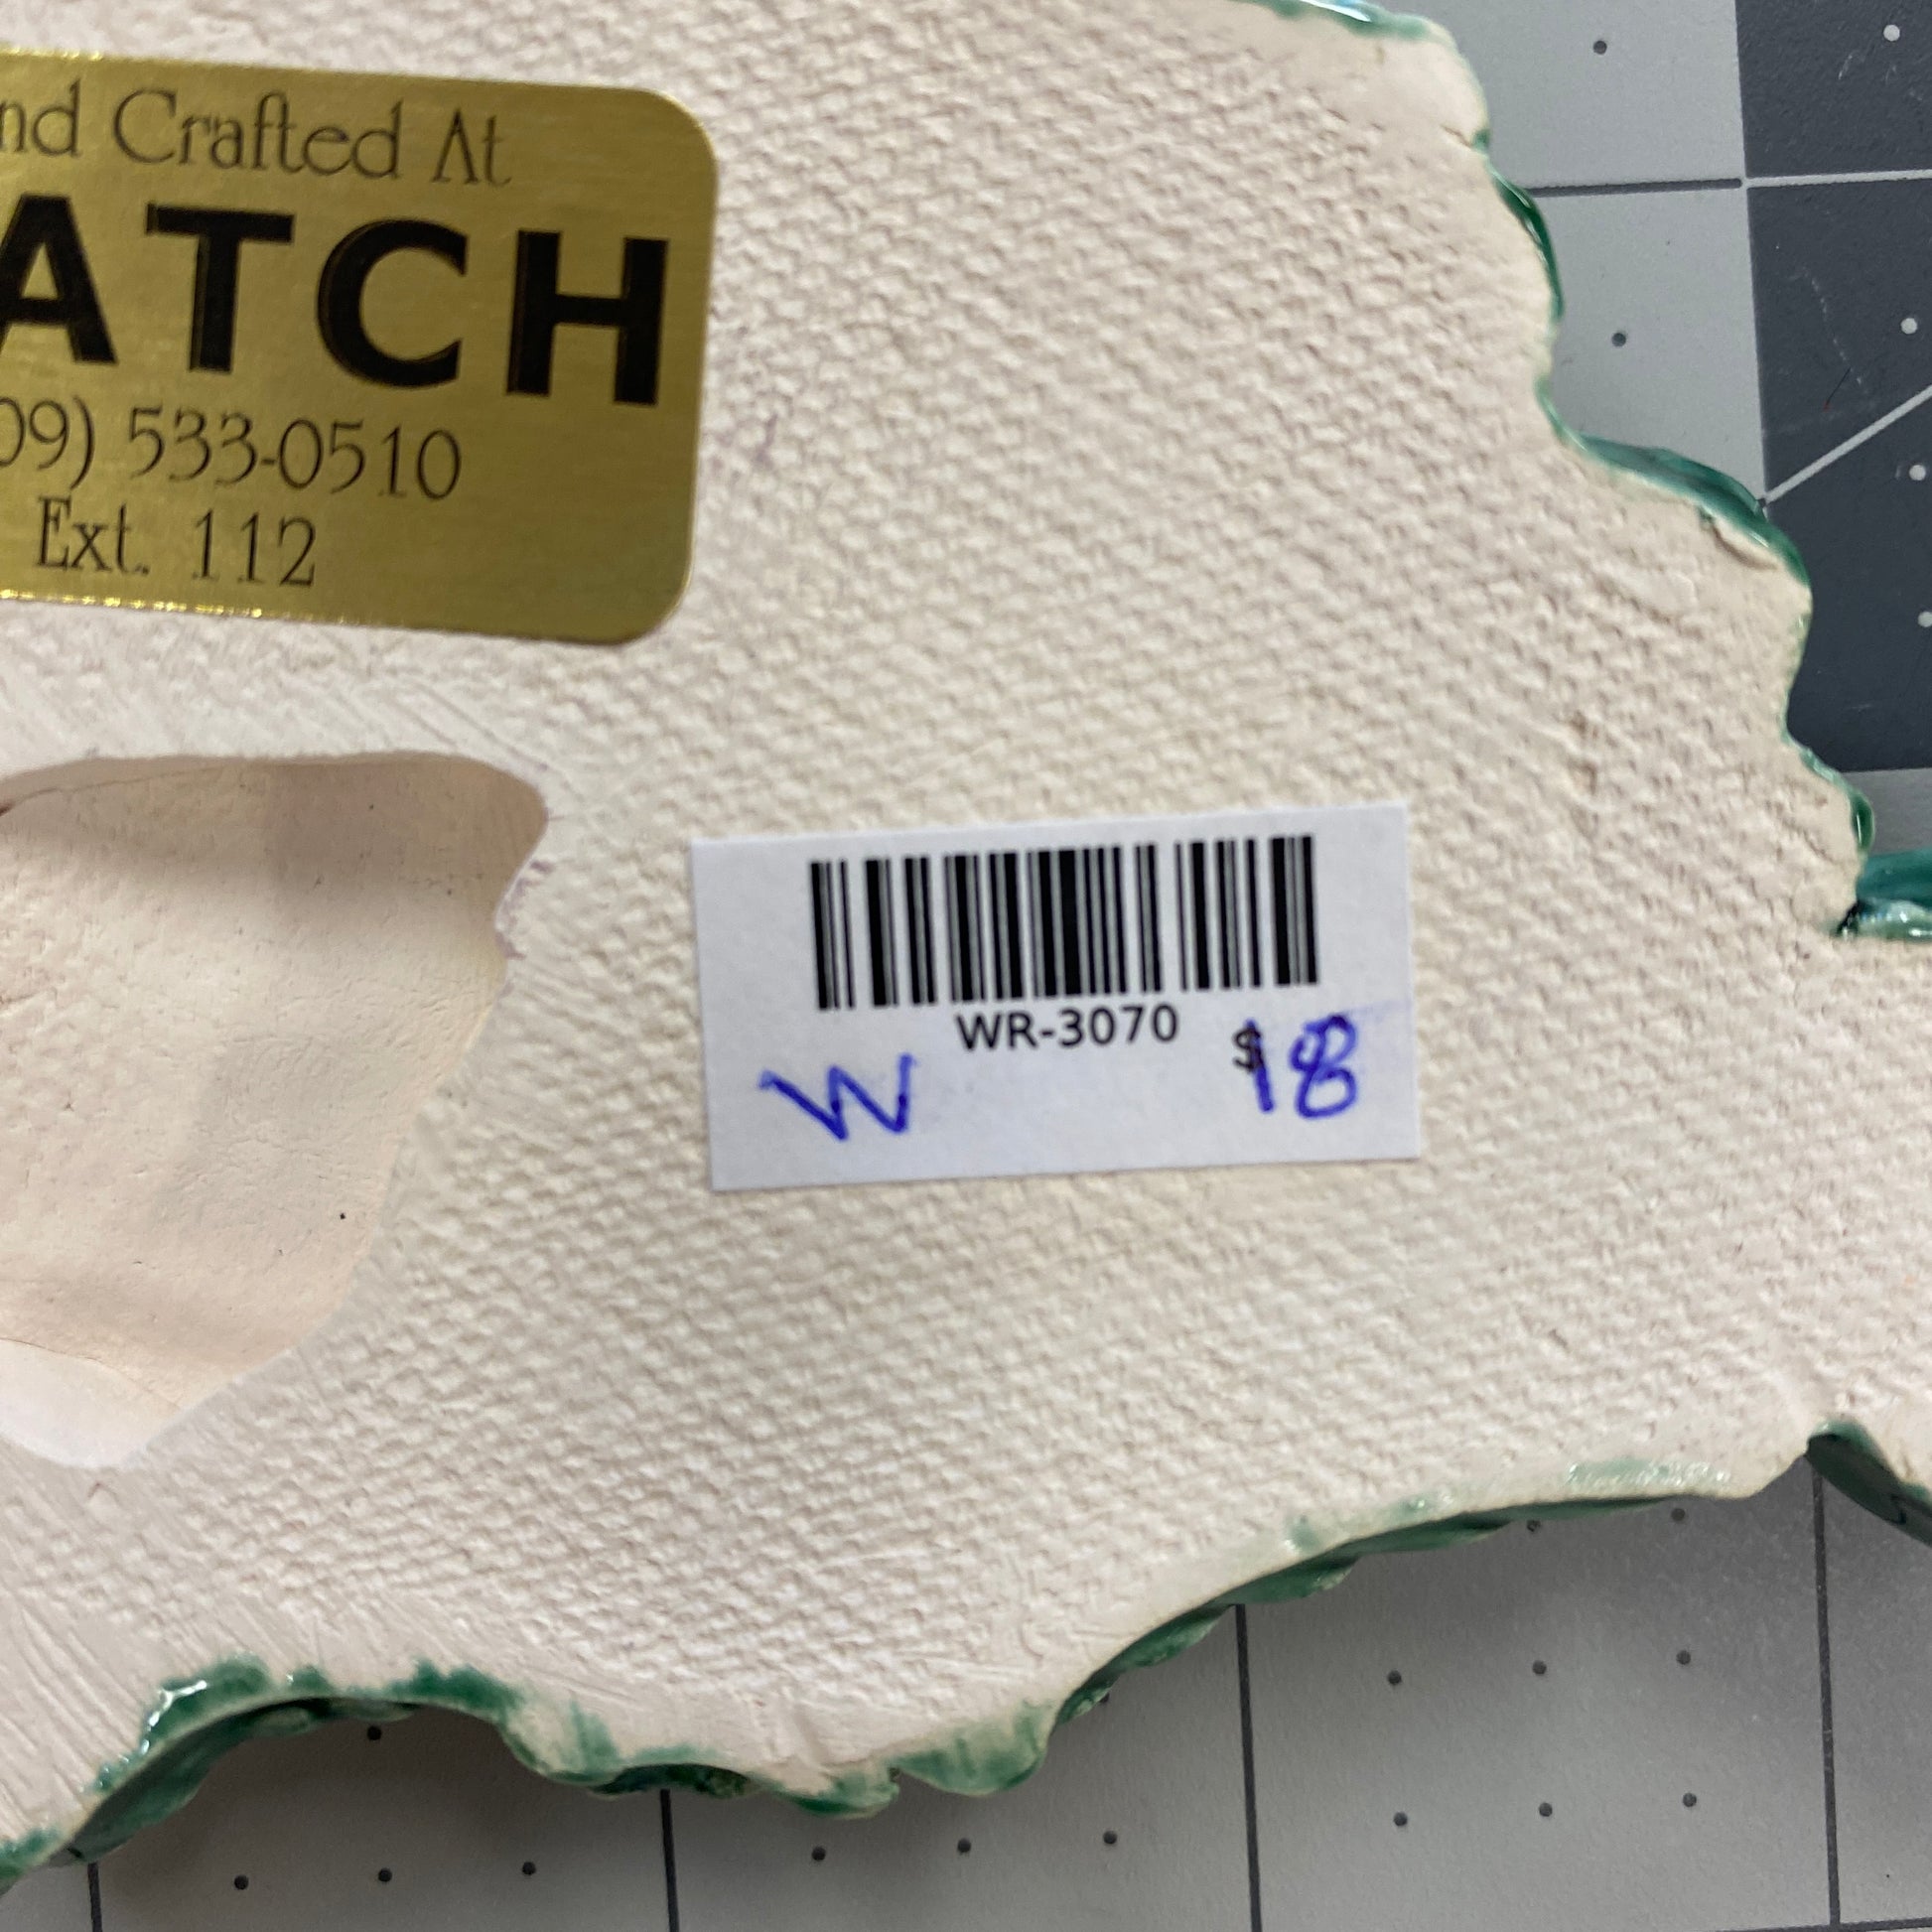 nd Crafted At
ATCH
09) 533-0510
Ext. 112
WR-3070
W $18